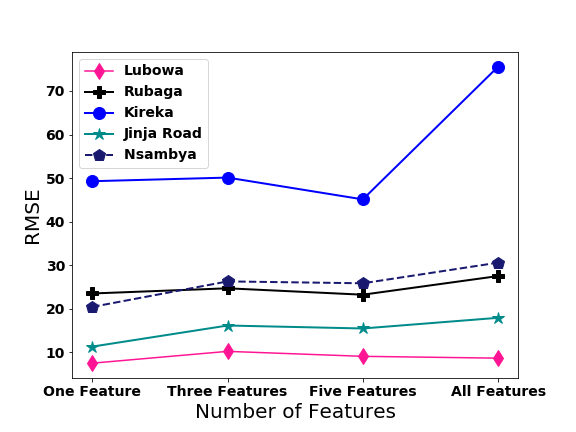 Lubowa
Rubaga
Kireka
Jinja Road
Nsambya
70
60
50
40
30
20
10
RMSE
One Feature Three Features Five Features All Features
Number of Features